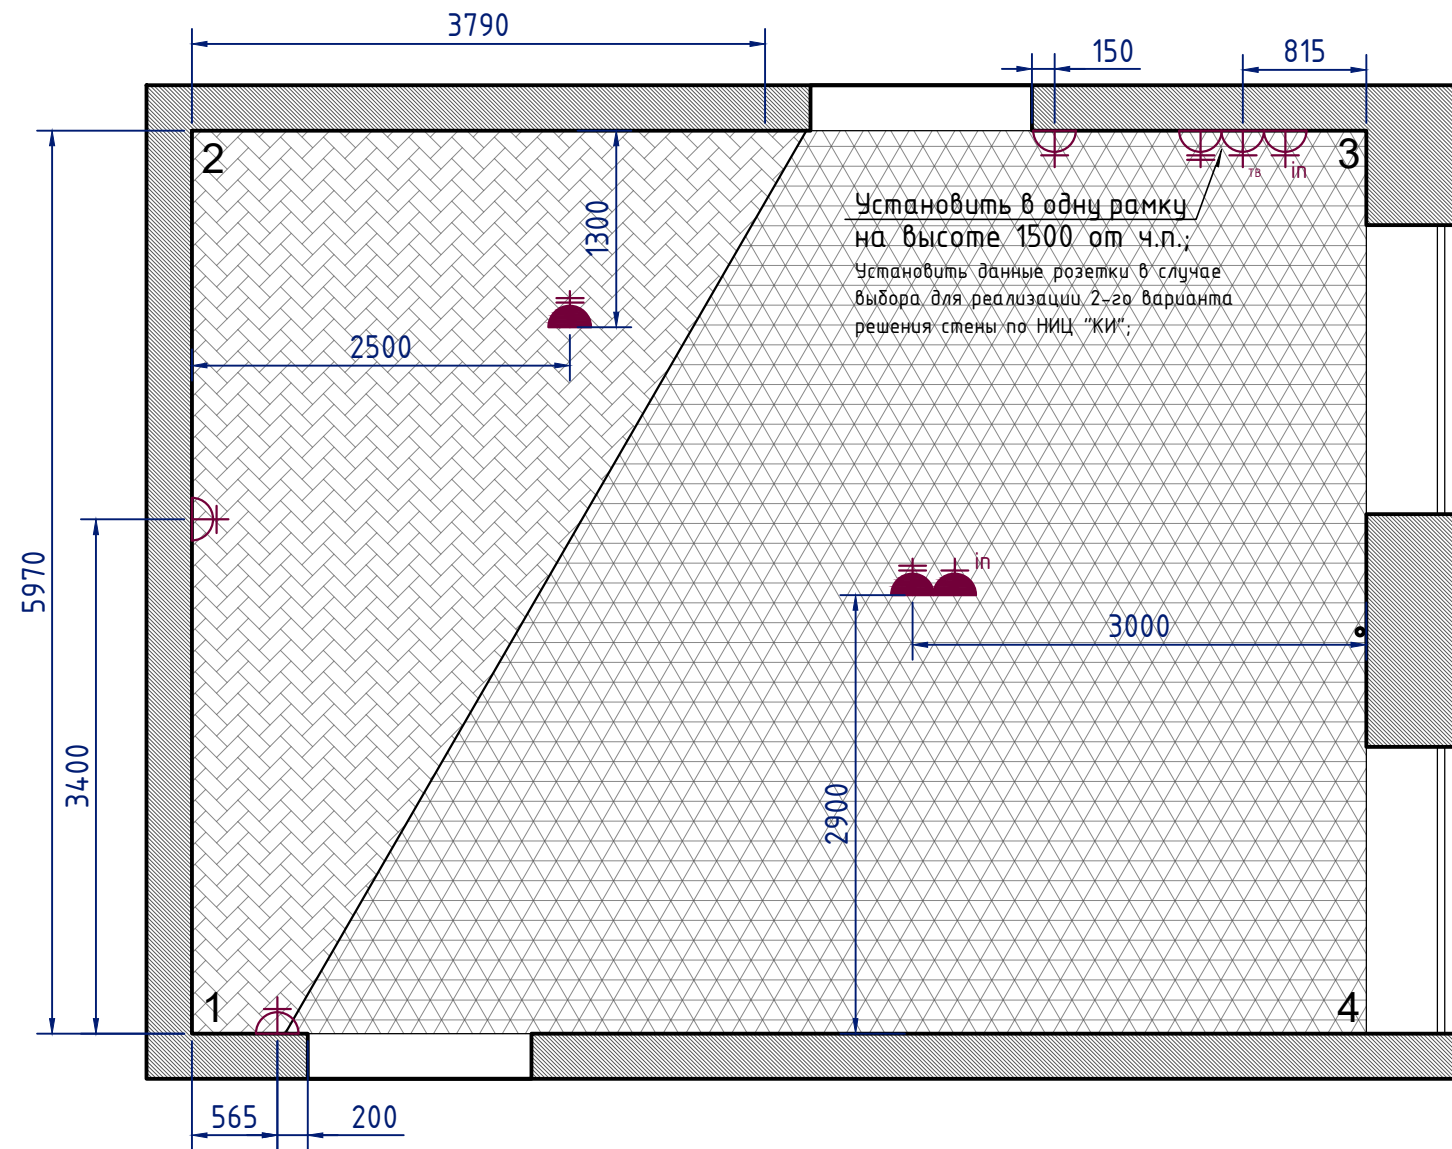 3790
150
815
2
3
тв
in
Установить в одну рамку
на высоте 1500 от ч.п.;
Установить данные розетки в случае
выбора для реализации 2-го варианта
решения стены по НИЦ "КИ";
1300
2500
5970
in
3000
3400
2900
1
4
565
200